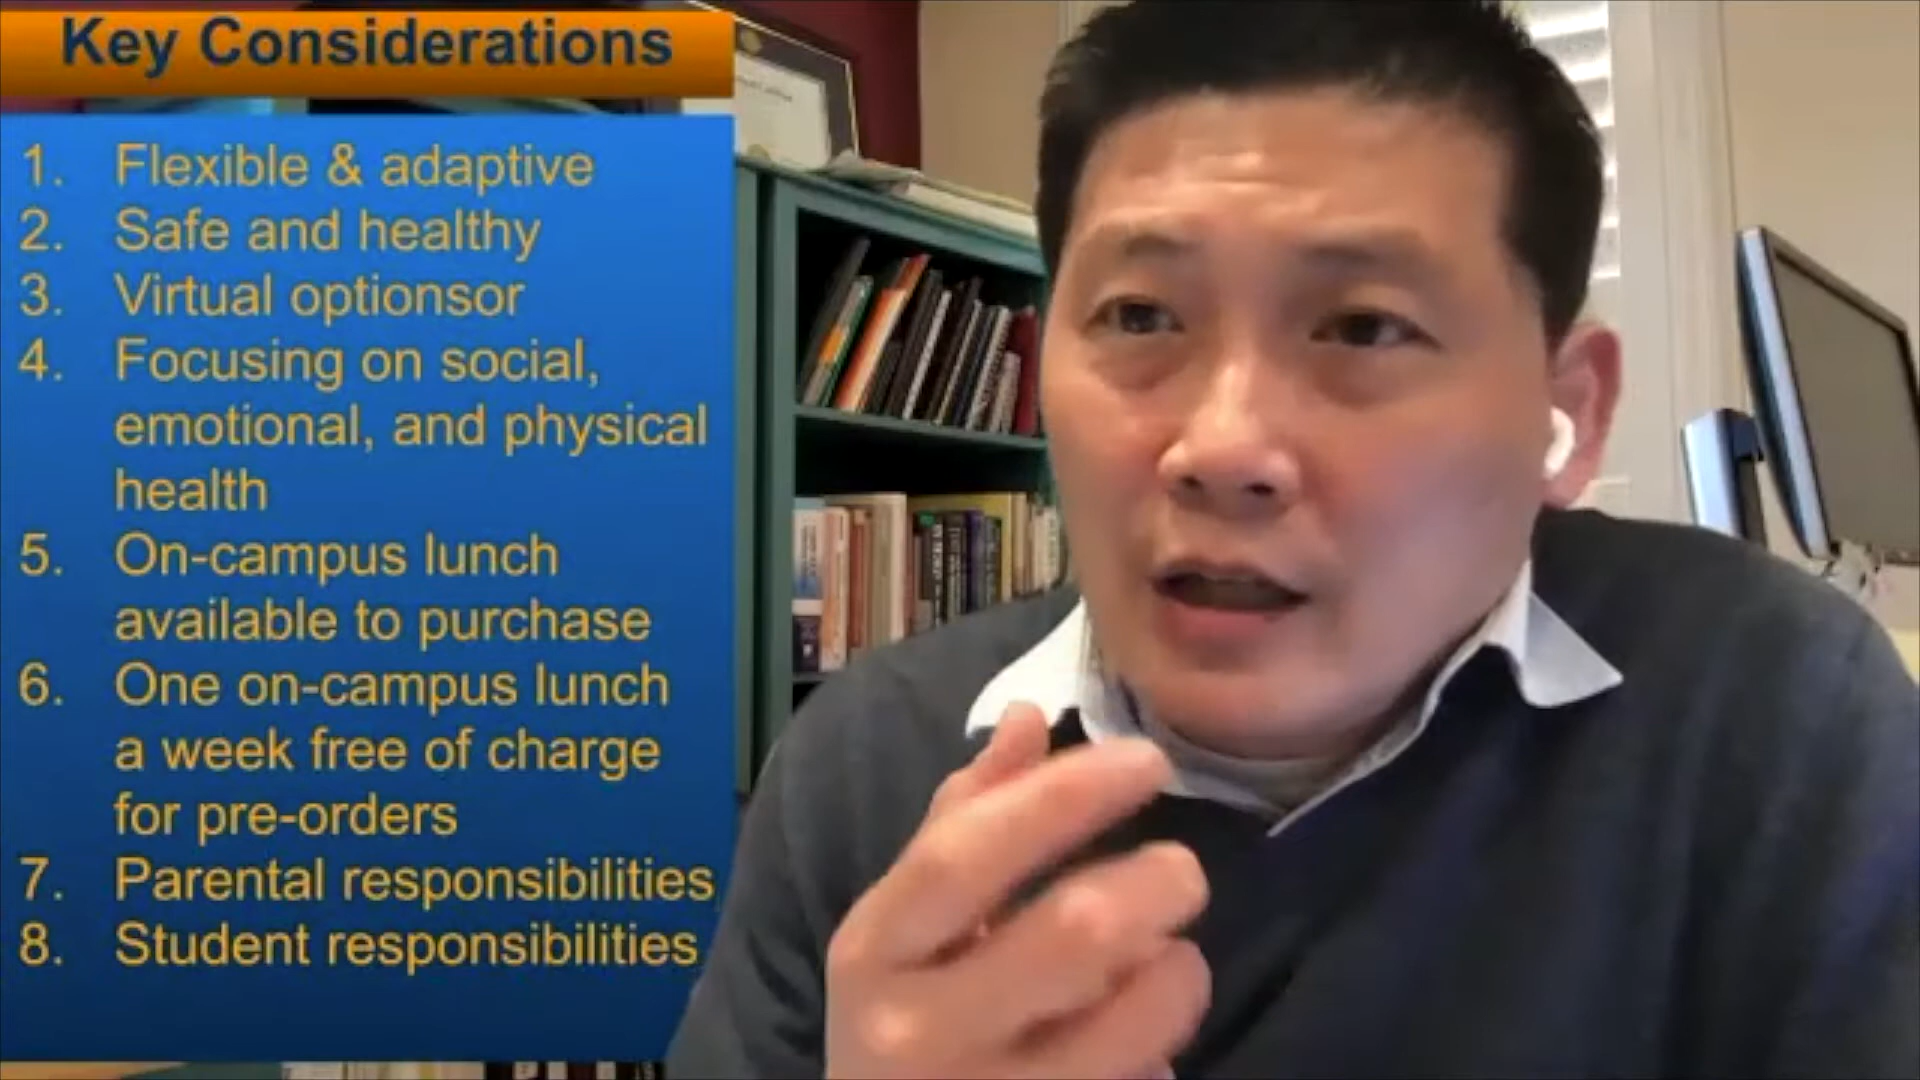 Key Considerations
1. Flexible & adaptive
2. Safe and healthy
3. Virtual optionsor
4. Focusing on social,
emotional, and physical
health
5. On-campus lunch
available to purchase
6. One on-campus lunch
a week free of charge
for pre-orders
7. Parental responsibilities
8. Student responsibilities